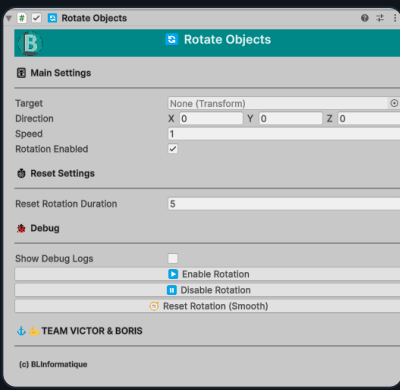 Rotate Objects
B
Rotate Objects
Main Settings
Target None (Transform)
Direction X 0 Y 0 Z 0
Speed 1
Rotation Enabled
Reset Settings
Reset Rotation Duration 5
Debug
Show Debug Logs
Enable Rotation
Disable Rotation
Reset Rotation (Smooth)
TEAM VICTOR & BORIS
(c) BLInformatique